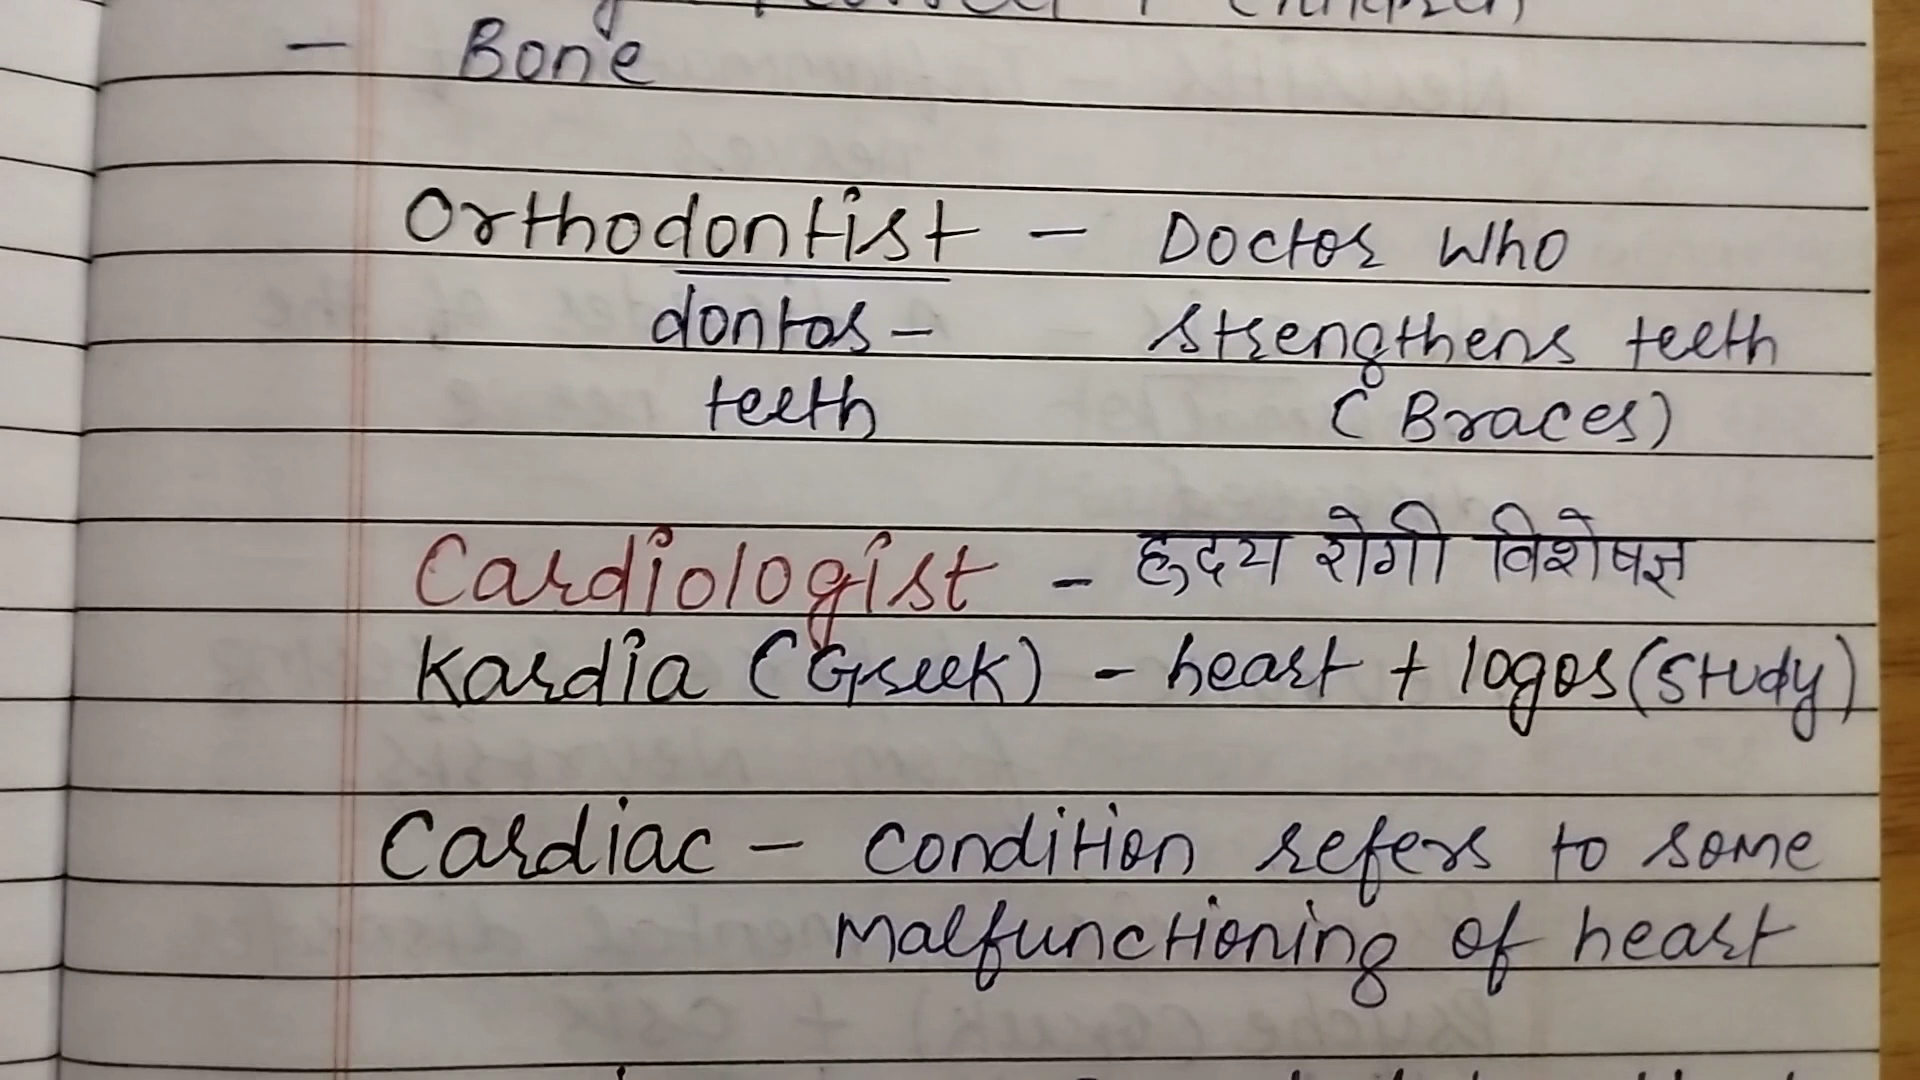 - Bone
Orthodontist - Doctor who
dontos - strengthens teeth
teeth (Braces)
Cardiologist - हृदय रोगी विशेषज्ञ
Kardia (Greek) - heart + logos (study)
Cardiac - condition refers to some
malfunctioning of heart